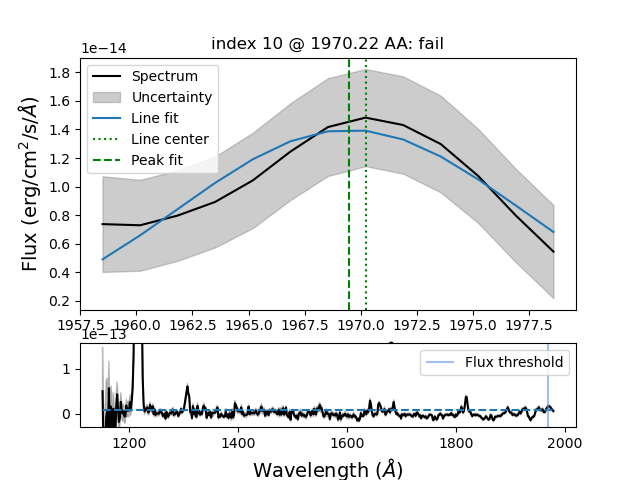 index 10 @ 1970.22 AA: fail
1e−14
Spectrum
Uncertainty
Line fit
Line center
Peak fit
Flux (erg/cm²/s/Å)
1.8
1.6
1.4
1.2
1.0
0.8
0.6
0.4
0.2
1957.5 1960.0 1962.5 1965.0 1967.5 1970.0 1972.5 1975.0 1977.5
1e−13
Flux threshold
1
0
1200 1400 1600 1800 2000
Wavelength (Å)